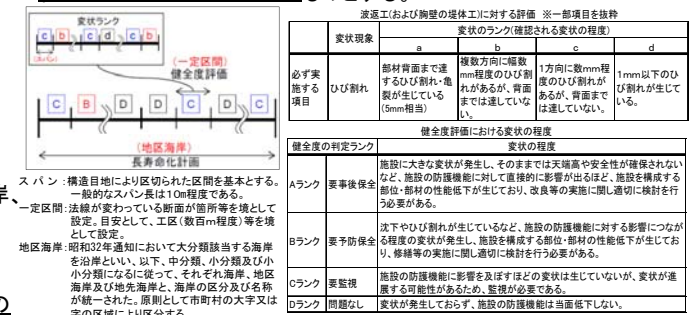 変状ランク
c b c d c b
(スパン)
(一定区間)
健全度評価
C B D D C D D
(地区海岸)
長寿命化計画
スパン:構造目地により区切られた区間を基本とする。
一般的なスパン長は10m程度である。
一定区間:法線が変わっている断面が箇所等を境として
設定。目安として、工区(数百m程度)等を境
として設定。
地区海岸:昭和32年通知において大分類該当する海岸
を沿岸といい、以下、中分類、小分類及び小
小分類になるに従って、それぞれ海岸、地区
海岸及び地先海岸と、海岸の区分及び名称
が統一された。原則として市町村の大字又は
字の区域により区分する
岸、
の
波返工(および胸壁の堤体工)に対する評価 ※一部項目を抜粋
変状現象
変状のランク(確認される変状の程度)
a b c d
必ず実
施する
項目
ひび割れ
部材背面まで達
するひび割れ・亀
裂が生じている
(5mm相当)
複数方向に幅数
mm程度のひび割
れがあるが、背面
までは達していな
い。
1方向に数mm程
度のひび割れが
あるが、背面まで
は達していない。
1mm以下のひ
び割れが生じて
いる。
健全度評価における変状の程度
健全度の判定ランク 変状の程度
Aランク 要事後保全
施設に大きな変状が発生し、そのままでは天端高や安全性が確保されない
など、施設の防護機能に対して直接的に影響が出るほど、施設を構成する
部位・部材の性能低下が生じており、改良等の実施に関し適切に検討を行
う必要がある。
Bランク 要予防保全
沈下やひび割れが生じているなど、施設の防護機能に対する影響につなが
る程度の変状が発生し、施設を構成する部位・部材の性能低下が生じてお
り、修繕等の実施に関し適切に検討を行う必要がある。
Cランク 要監視
施設の防護機能に影響を及ぼすほどの変状は生じていないが、変状が進
展する可能性があるため、監視が必要である。
Dランク 問題なし 変状が発生しておらず、施設の防護機能は当面低下しない。